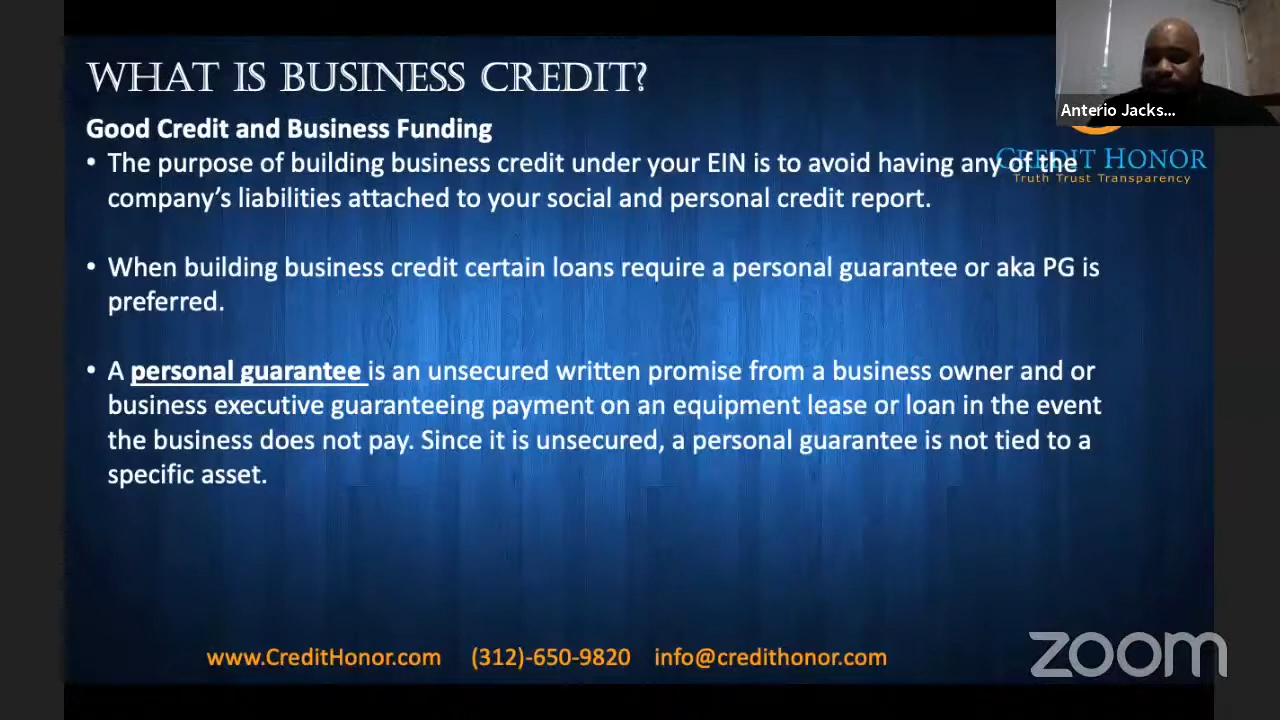 WHAT IS BUSINESS CREDIT?
Anterio Jacks...
Good Credit and Business Funding
• The purpose of building business credit under your EIN is to avoid having any of the
company's liabilities attached to your social and personal credit report.
CREDIT HONOR
Truth Trust Transparency
• When building business credit certain loans require a personal guarantee or aka PG is
preferred.
• A personal guarantee is an unsecured written promise from a business owner and or
business executive guaranteeing payment on an equipment lease or loan in the event
the business does not pay. Since it is unsecured, a personal guarantee is not tied to a
specific asset.
www.CreditHonor.com (312)-650-9820 info@credithonor.com
zoom